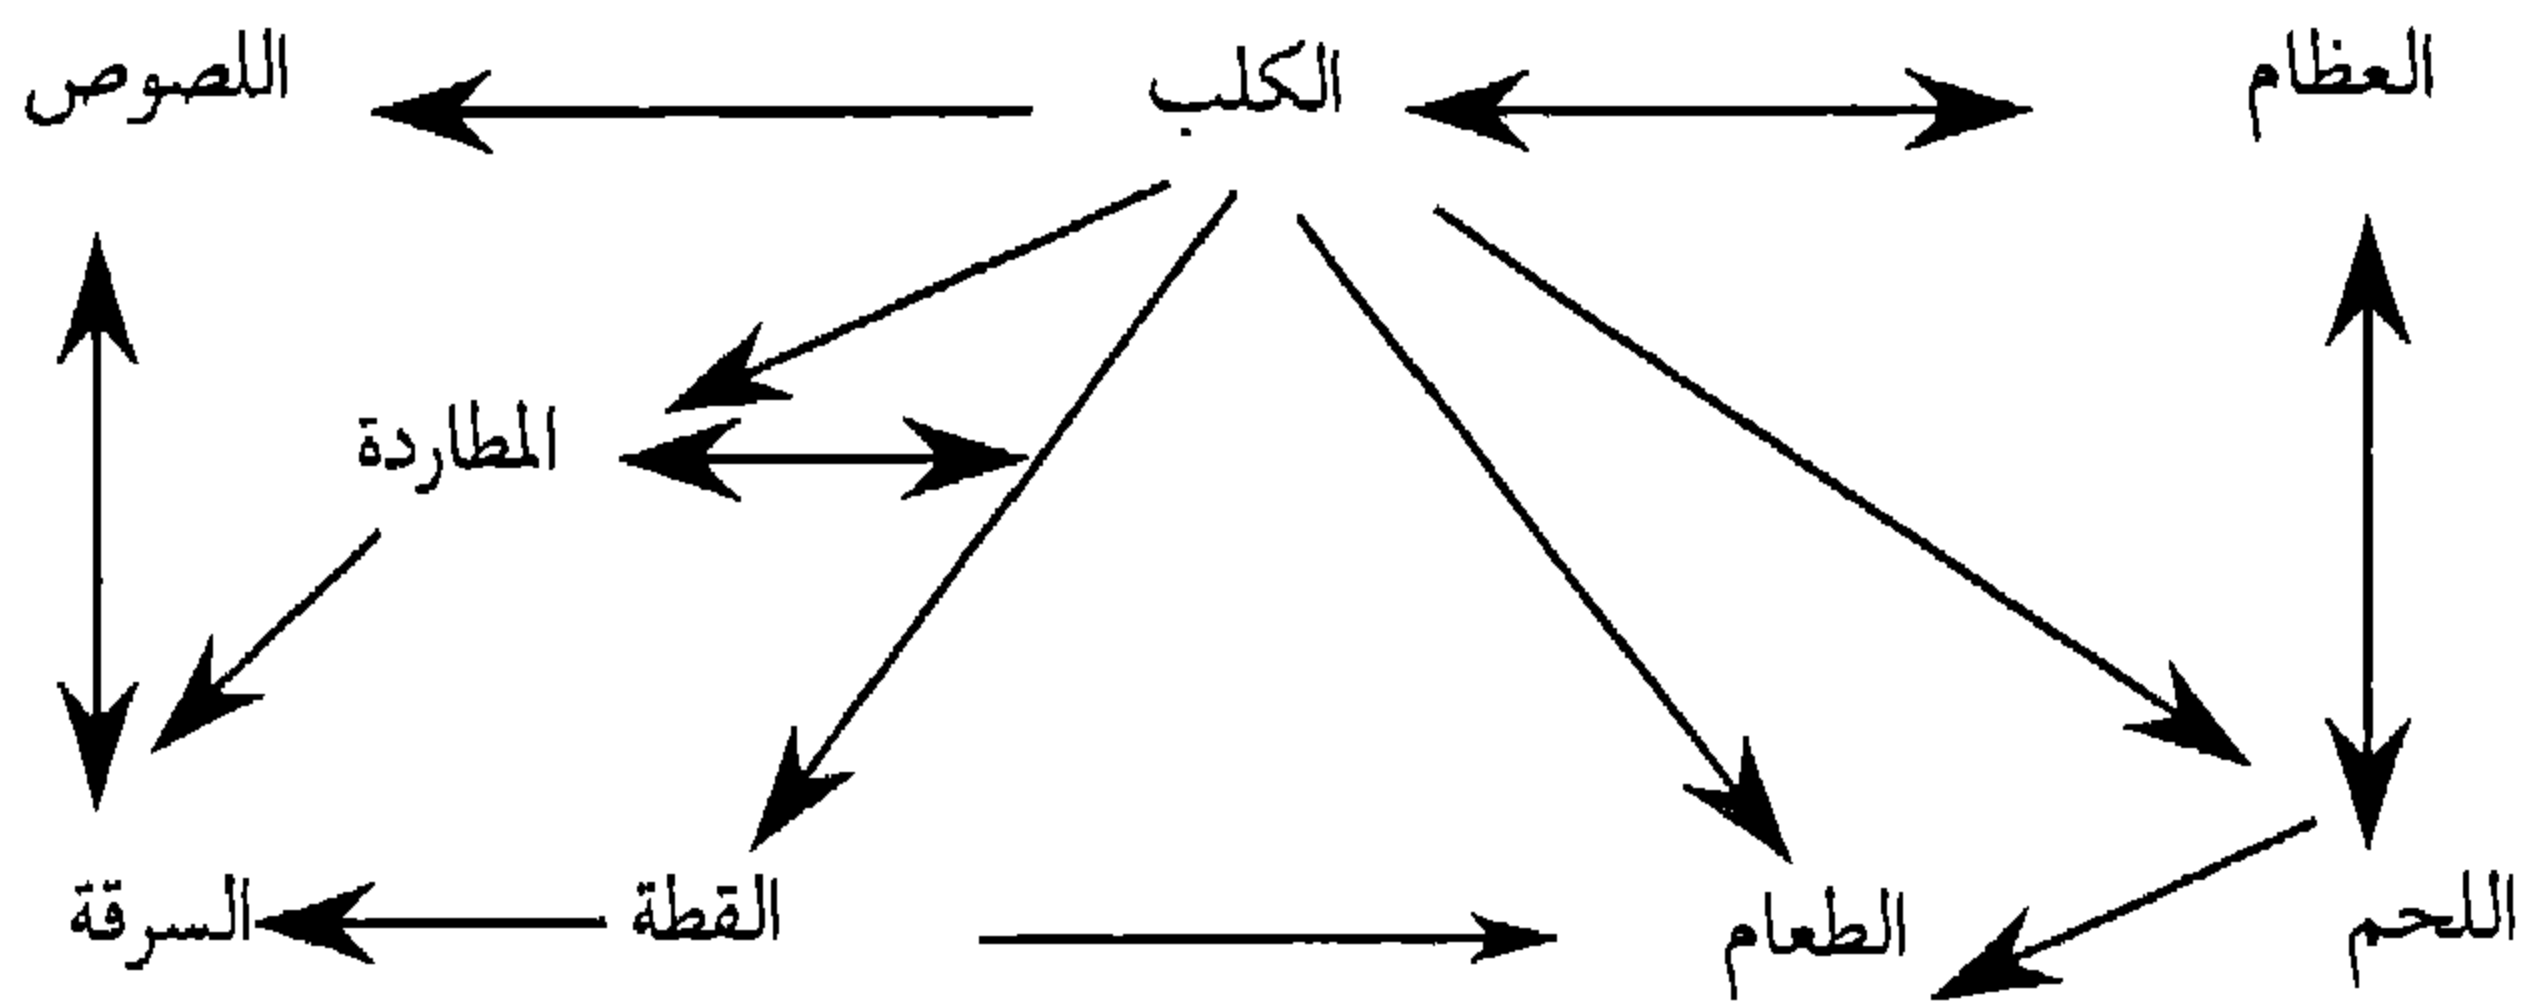 العظام
الكلب
اللصوص
المطاردة
اللحم
الطعام
القطة
السرقة